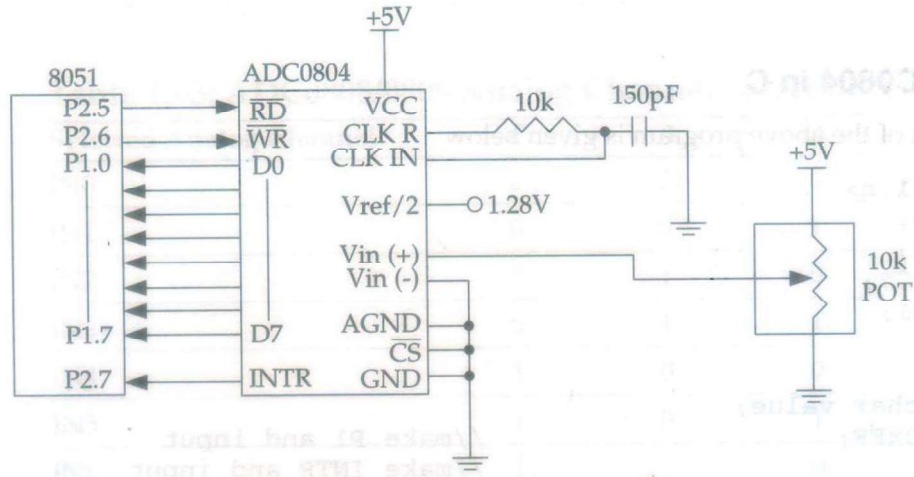 +5V
8051
ADC0804
P2.5
RD
VCC
10k
150pF
P2.6
WR
CLK R
P1.0
D0
CLK IN
+5V
Vref/2
1.28V
Vin (+)
Vin (-)
10k
POT
AGND
P1.7
D7
CS
P2.7
INTR
GND
C0804 in C
of the above program is given below
char value;
//make P1 and input
//make INTR and input